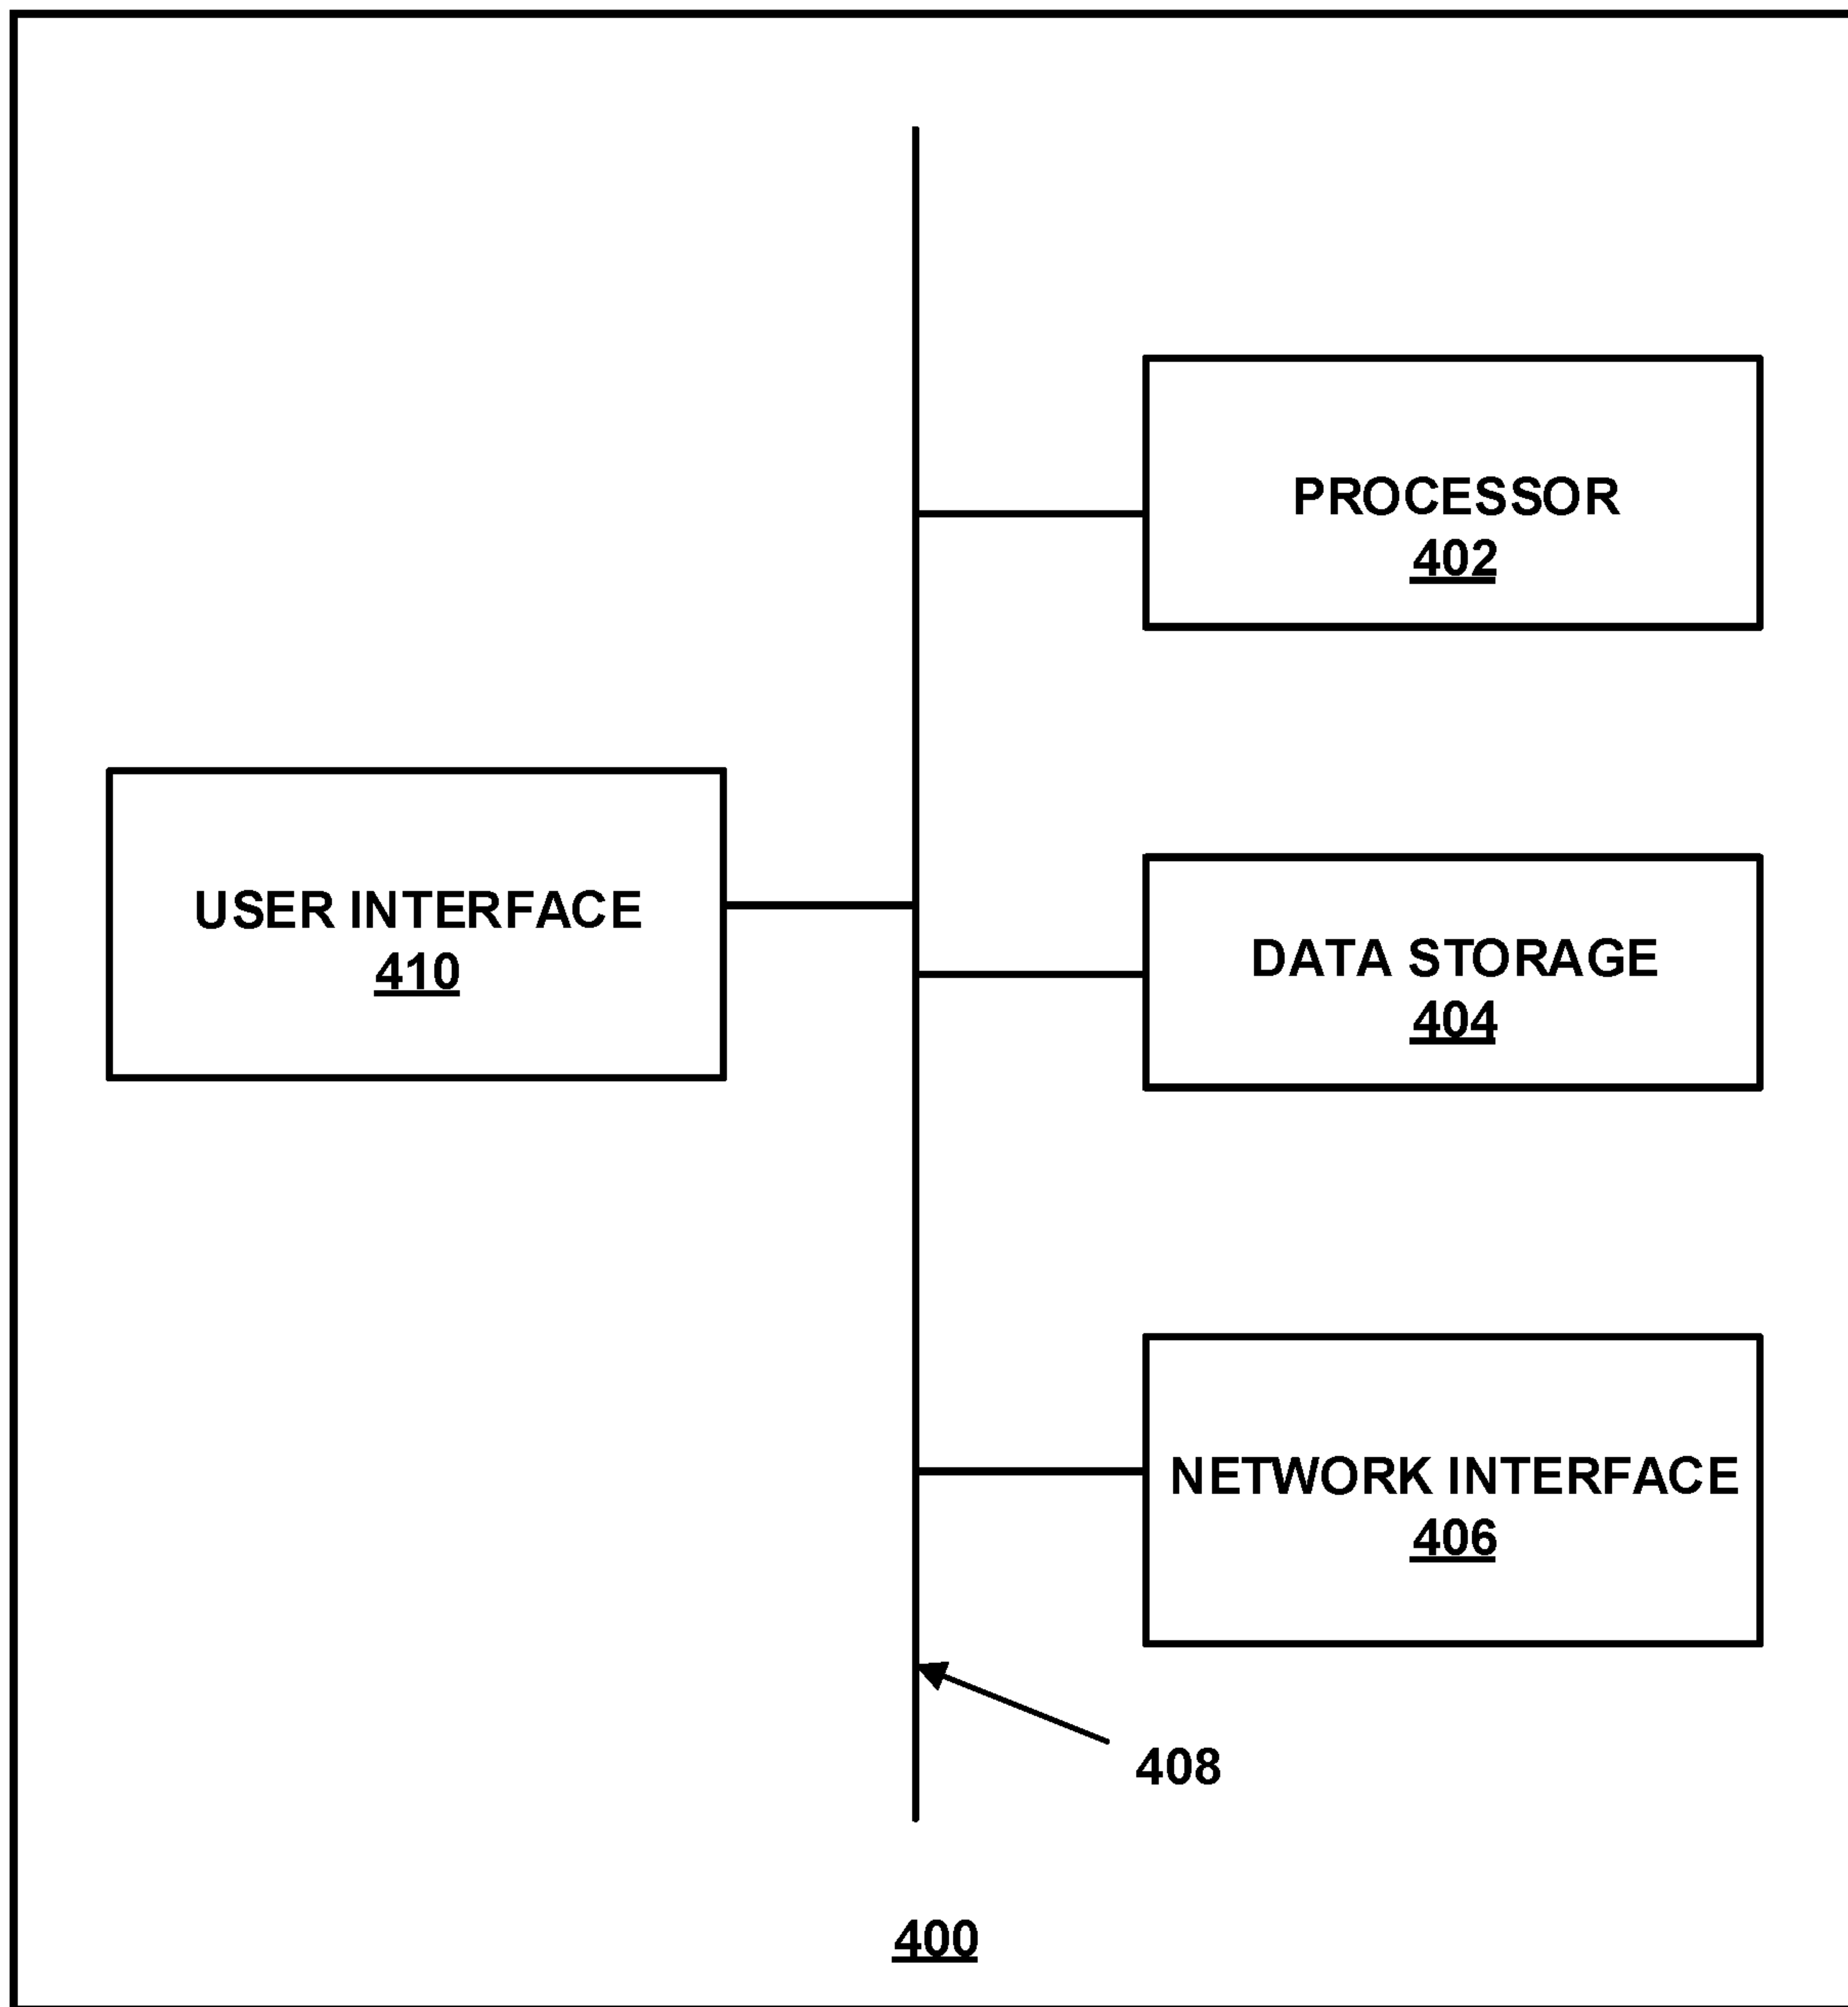 PROCESSOR
402
USER INTERFACE
410
DATA STORAGE
404
NETWORK INTERFACE
406
408
400